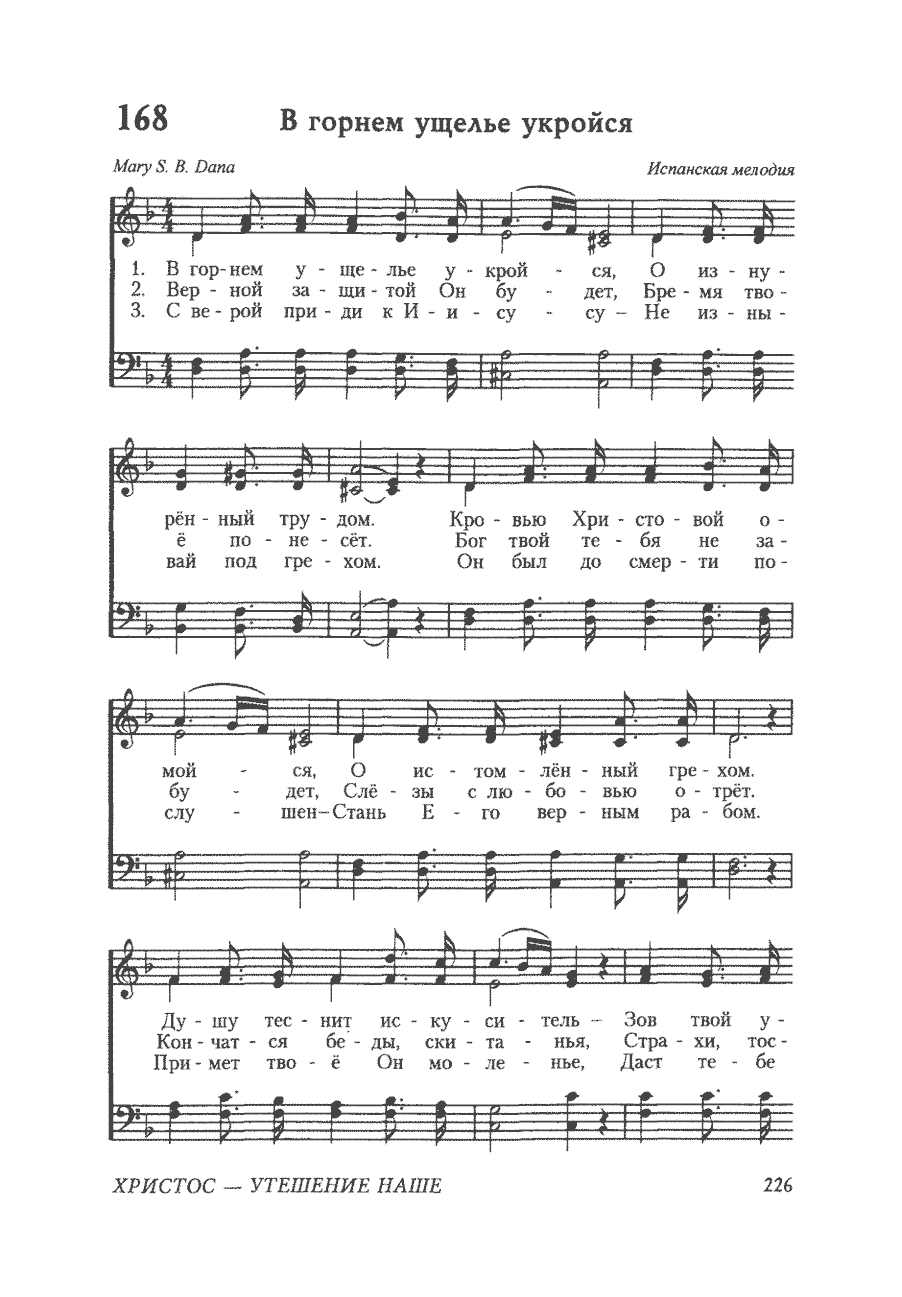 168 В горнем ущелье укройся
Mary S. B. Dana Испанская мелодия
1. В гор-нем у - ще - лье у - крой - ся, О из - ну -
2. Вер - ной за - щи - той Он бу - дет, Бре - мя тво -
3. С ве - рой при - ди к И - и - су - су – Не из - ны -
рён - ный тру - дом. Кро - вью Хри - сто - вой о -
ё по - не - сёт. Бог твой те - бя не за -
вай под гре - хом. Он был до смер - ти по -
мой - ся, О ис - том - лён - ный гре - хом.
бу - дет, Слё - зы с лю - бо - вью о - трёт.
слу - шен–Стань Е - го вер - ным ра - бом.
Ду - шу тес - нит ис - ку - си - тель – Зов твой у -
Кон - чат - ся бе - ды, ски - та - нья, Стра - хи, тос -
При - мет тво - ё Он мо - ле - нье, Даст те - бе
ХРИСТОС — УТЕШЕНИЕ НАШЕ 226